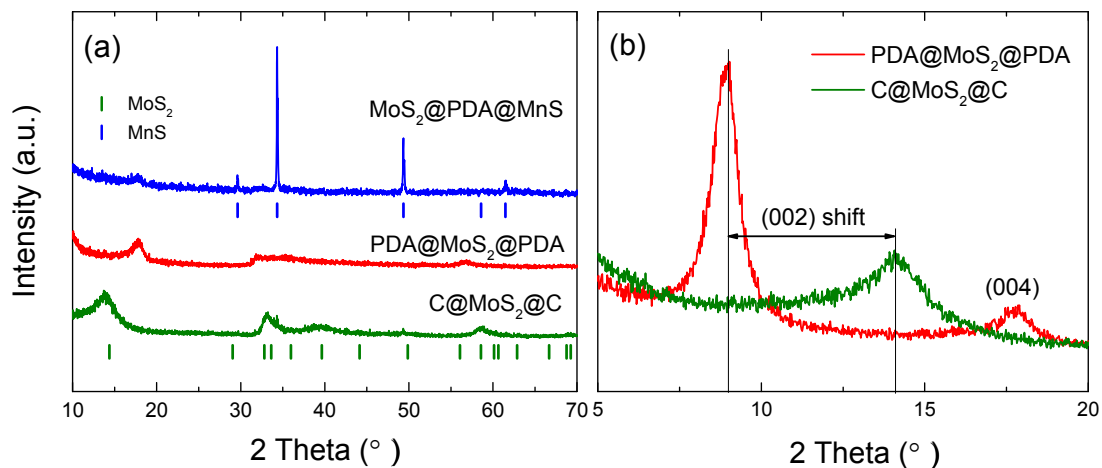 (a)
MoS₂
MnS
MoS₂@PDA@MnS
PDA@MoS₂@PDA
C@MoS₂@C
Intensity (a.u.)
10 20 30 40 50 60 70
2 Theta (°)
(b)
PDA@MoS₂@PDA
C@MoS₂@C
(002) shift
(004)
5 10 15 20
2 Theta (°)